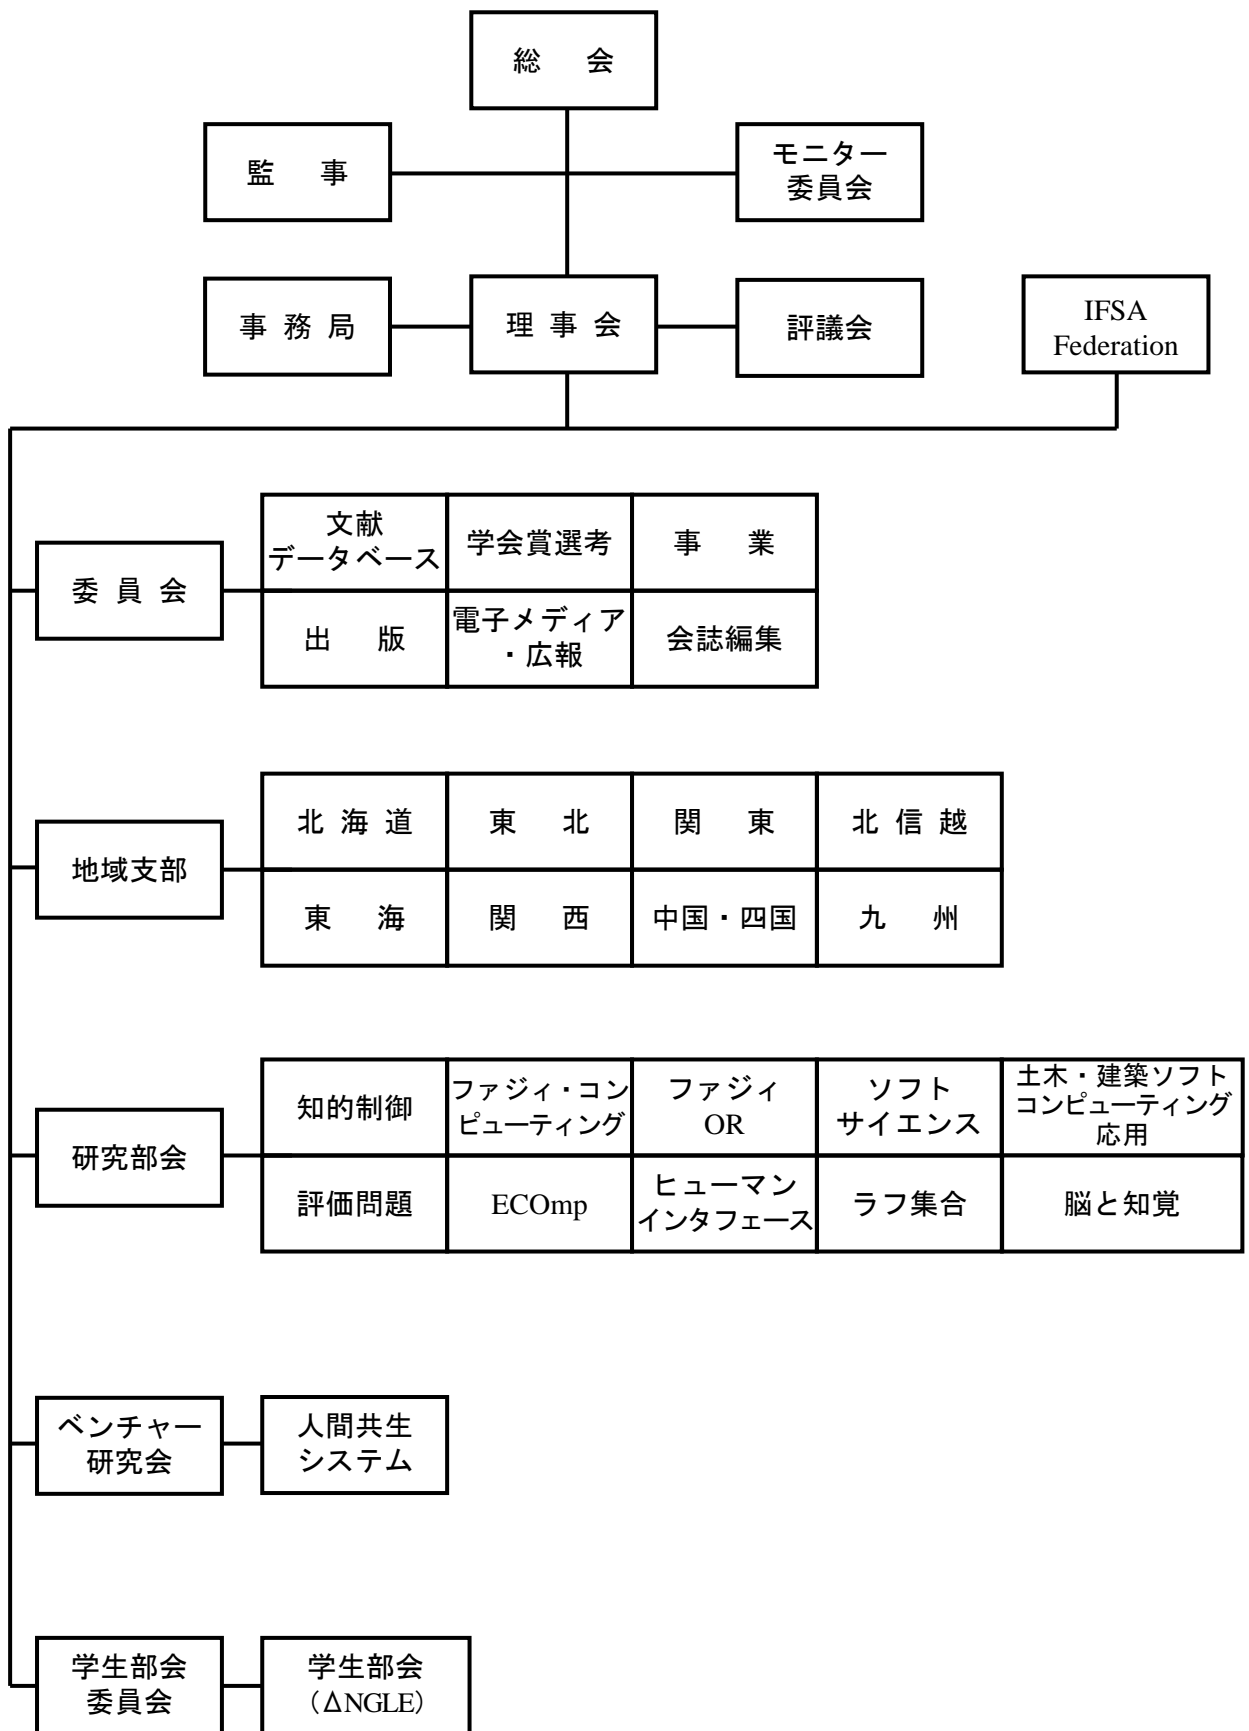 総 会
監 事
モニター
委員会
事 務 局
理 事 会
評議会
IFSA
Federation
委 員 会
文献
データベース
学会賞選考
事 業
出 版
電子メディア
・広報
会誌編集
地域支部
北 海 道
東 北
関 東
北 信 越
東 海
関 西
中国・四国
九 州
研究部会
知的制御
ファジィ・コン
ピューティング
ファジィ
OR
ソフト
サイエンス
土木・建築ソフト
コンピューティング
応用
評価問題
ECOmp
ヒューマン
インタフェース
ラフ集合
脳と知覚
ベンチャー
研究会
人間共生
システム
学生部会
委員会
学生部会
（ΔNGLE）